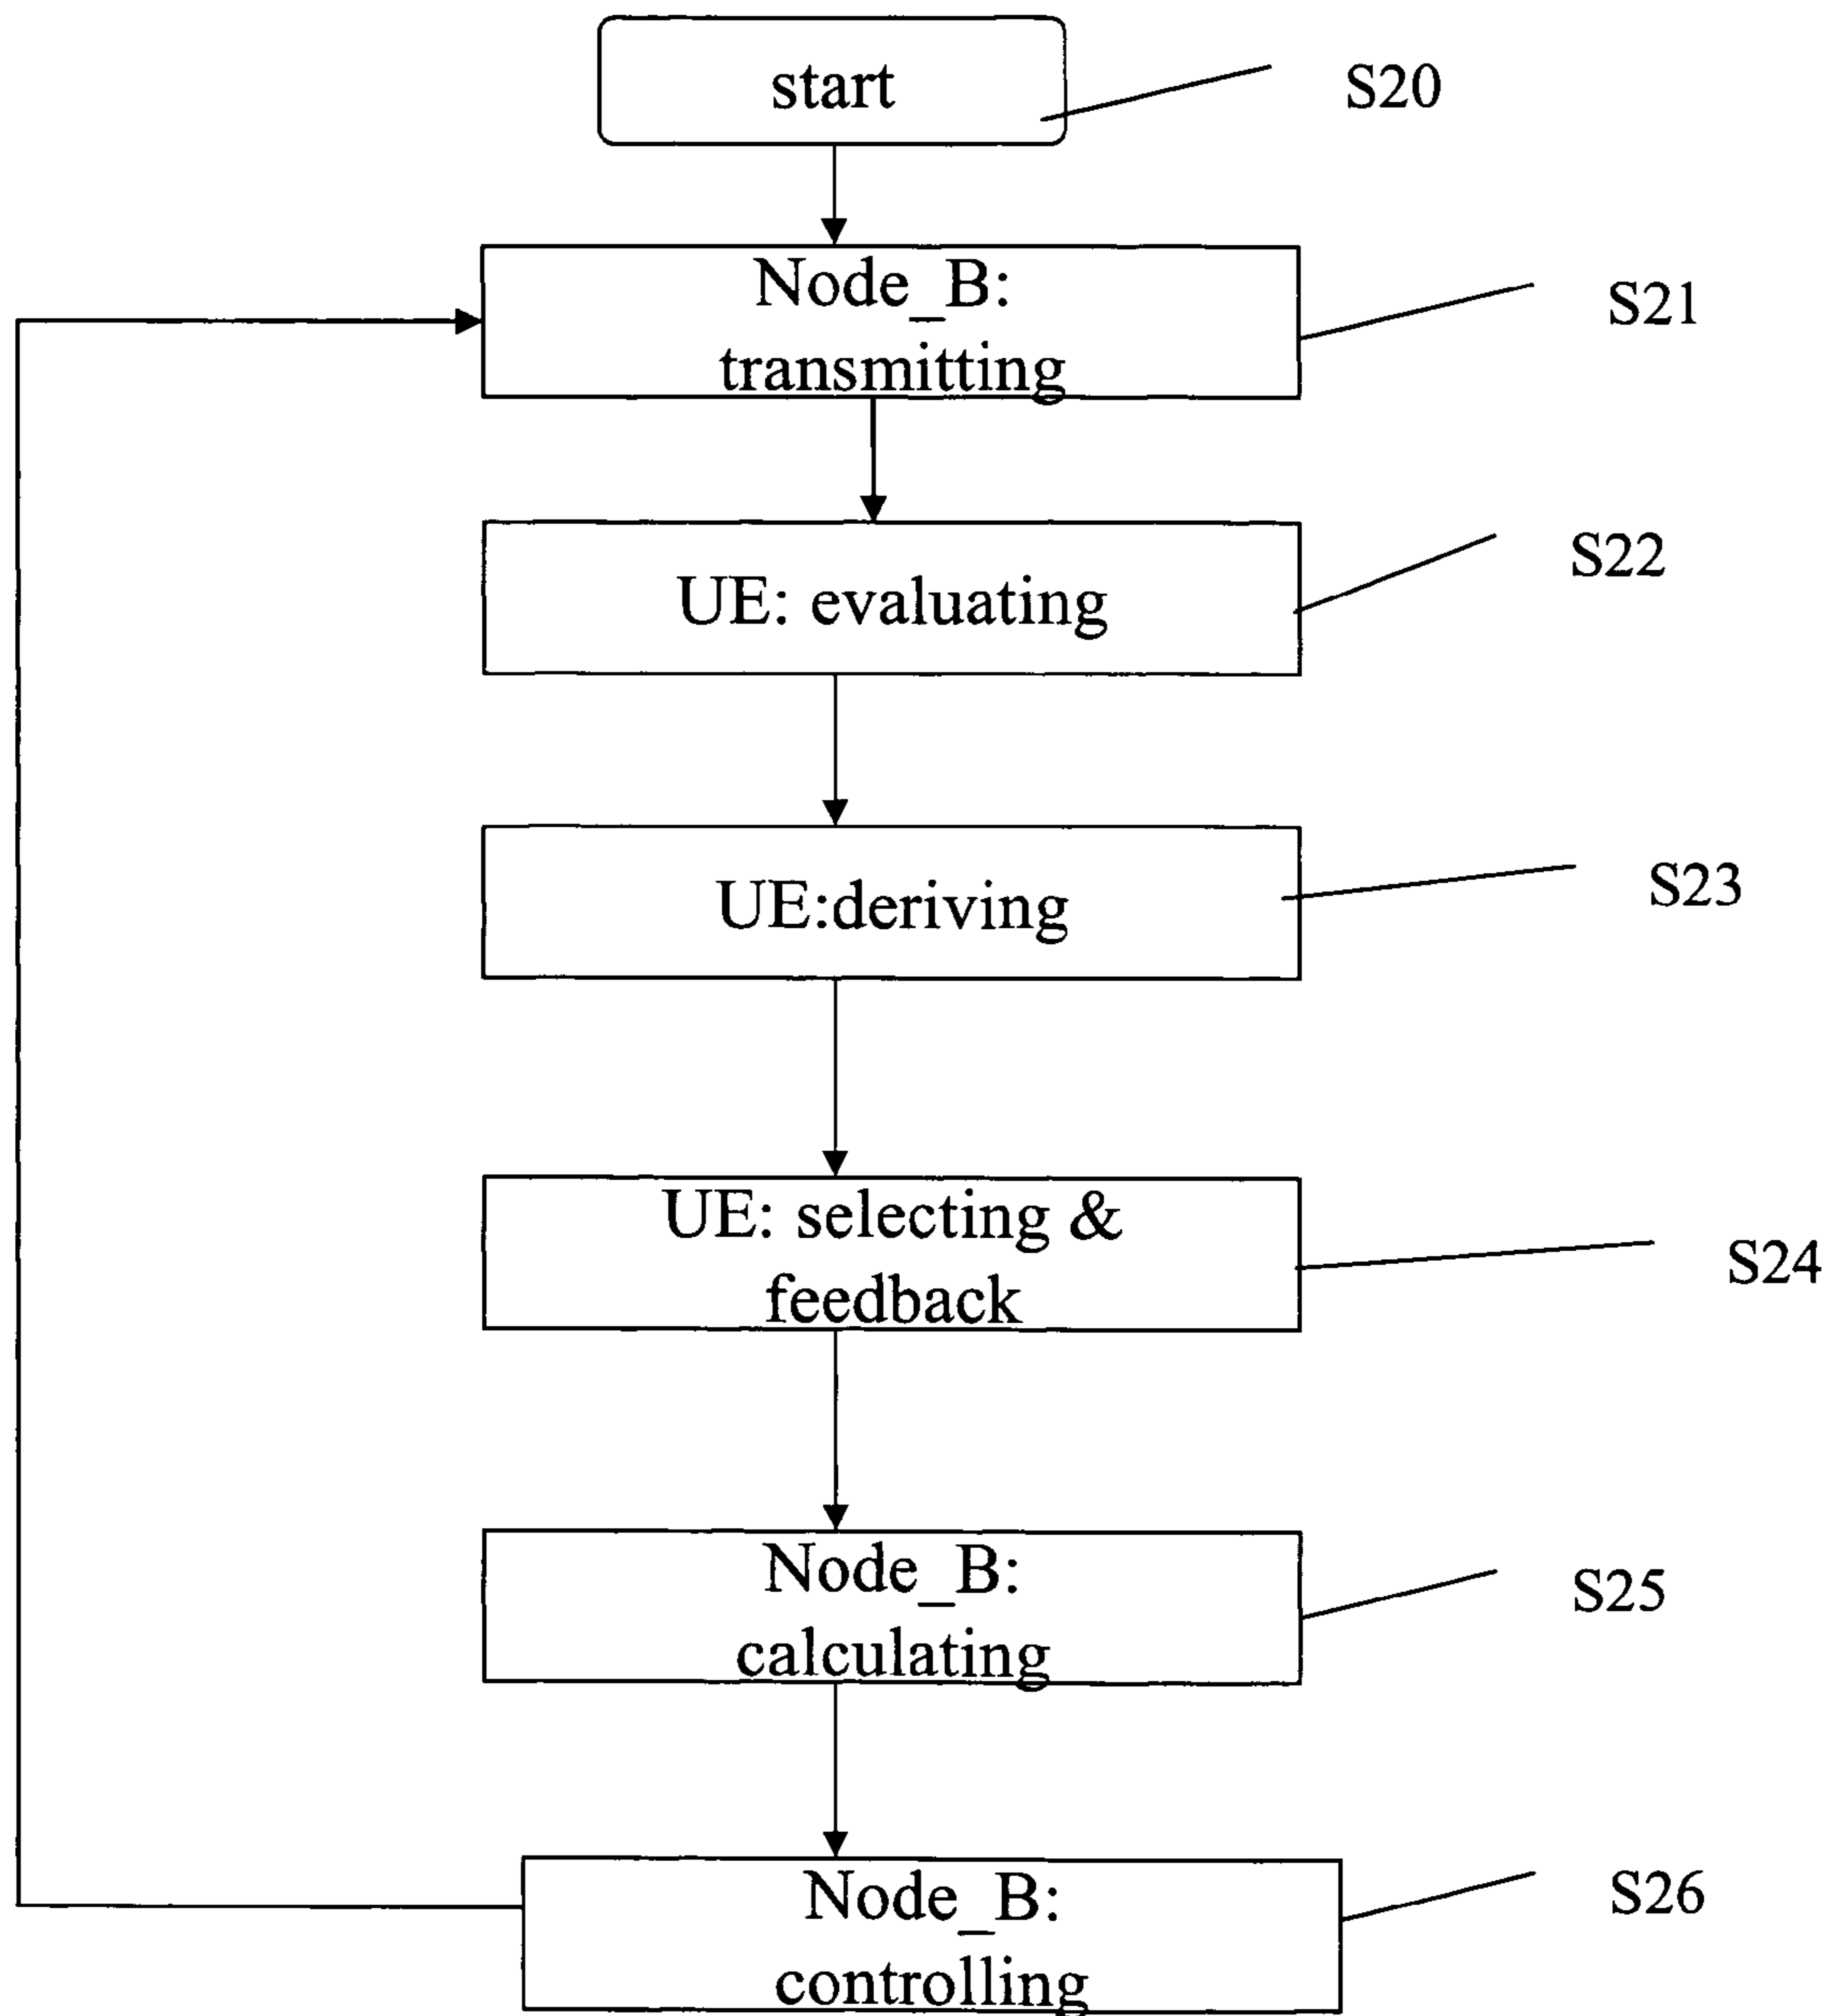 start
S20
Node_B:
transmitting
S21
UE: evaluating
S22
UE:deriving
S23
UE: selecting &
feedback
S24
Node_B:
calculating
S25
Node_B:
controlling
S26